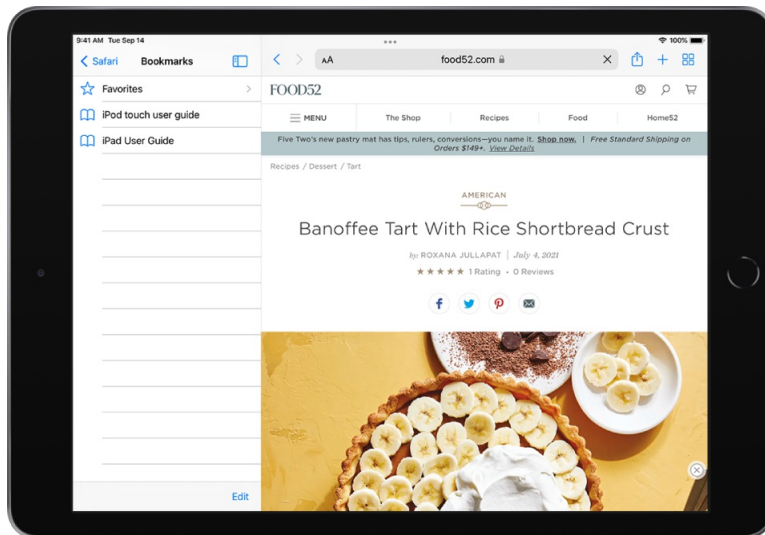 9:41 AM Tue Sep 14
100%
Safari
Bookmarks
Favorites
iPod touch user guide
iPad User Guide
Edit
AA
food52.com
FOOD52
MENU
The Shop
Recipes
Food
Home52
Five Two's new pastry mat has tips, rulers, conversions—you name it. Shop now. | Free Standard Shipping on
Orders $149+. View Details
Recipes / Dessert / Tart
AMERICAN
Banoffee Tart With Rice Shortbread Crust
by ROXANA JULLAPAT | July 4, 2021
★★★★★ 1 Rating • 0 Reviews